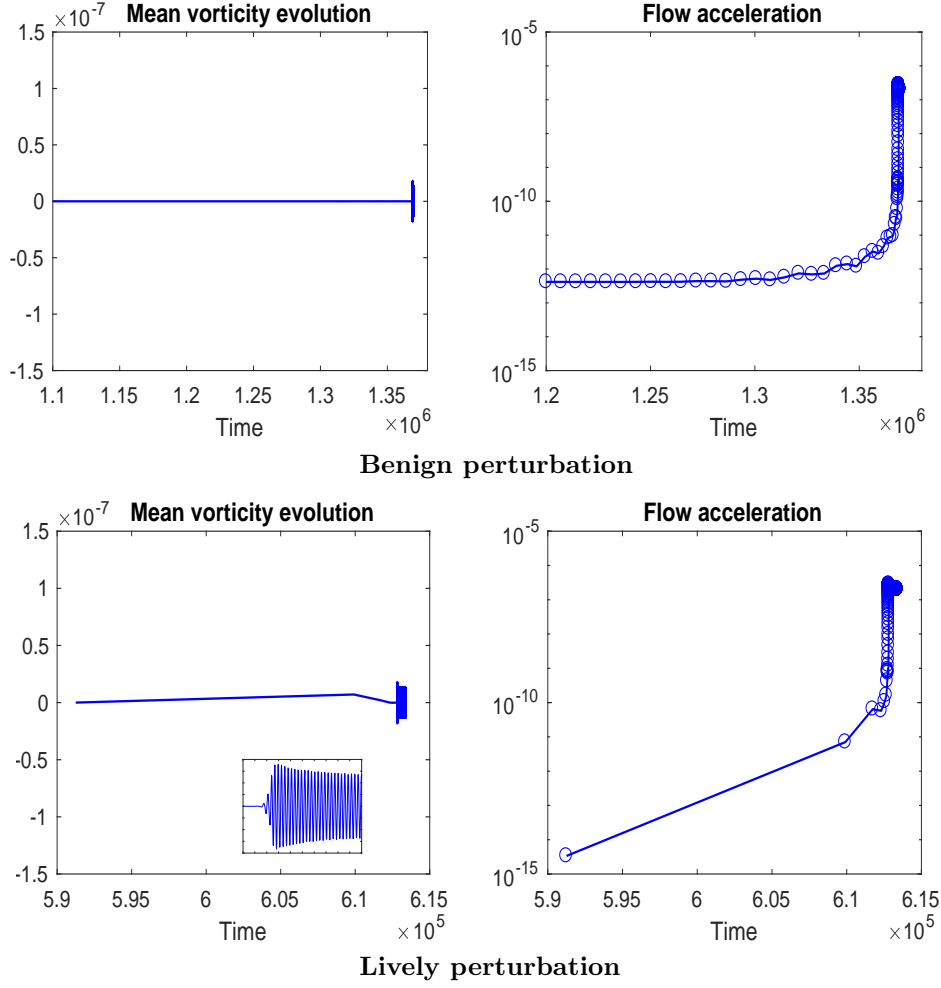 Mean vorticity evolution
×10⁻⁷
1.5
1
0.5
0
-0.5
-1
-1.5
1.1 1.15 1.2 1.25 1.3 1.35
Time
×10⁶
Flow acceleration
10⁻⁵
10⁻¹⁰
10⁻¹⁵
1.2 1.25 1.3 1.35
Time
×10⁶
Benign perturbation
Mean vorticity evolution
×10⁻⁷
1.5
1
0.5
0
-0.5
-1
-1.5
5.9 5.95 6 6.05 6.1 6.15
Time
×10⁵
Flow acceleration
10⁻⁵
10⁻¹⁰
10⁻¹⁵
5.9 5.95 6 6.05 6.1 6.15
Time
×10⁵
Lively perturbation